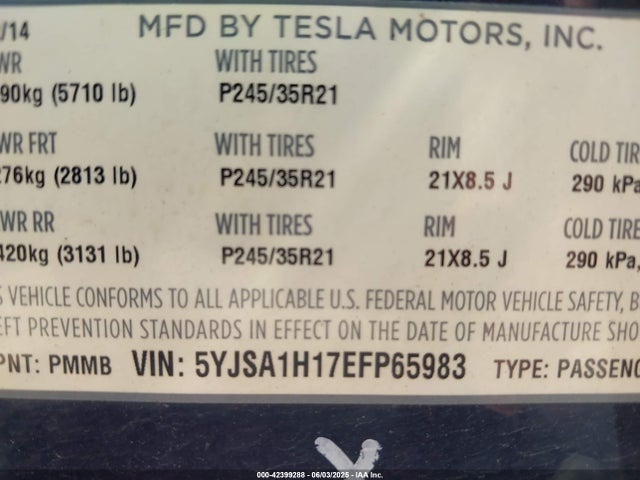 /14 MFD BY TESLA MOTORS, INC.
WR WITH TIRES
90kg (5710 lb) P245/35R21
WR FRT WITH TIRES RIM COLD TIR
276kg (2813 lb) P245/35R21 21X8.5 J 290 kPa
WR RR WITH TIRES RIM COLD TIRE
420kg (3131 lb) P245/35R21 21X8.5 J 290 kPa,
S VEHICLE CONFORMS TO ALL APPLICABLE U.S. FEDERAL MOTOR VEHICLE SAFETY, B
EFT PREVENTION STANDARDS IN EFFECT ON THE DATE OF MANUFACTURE SHO
PNT: PMMB VIN: 5YJSA1H17EFP65983 TYPE: PASSENG
000-42399288 - 06/03/2025 - © IAA Inc.